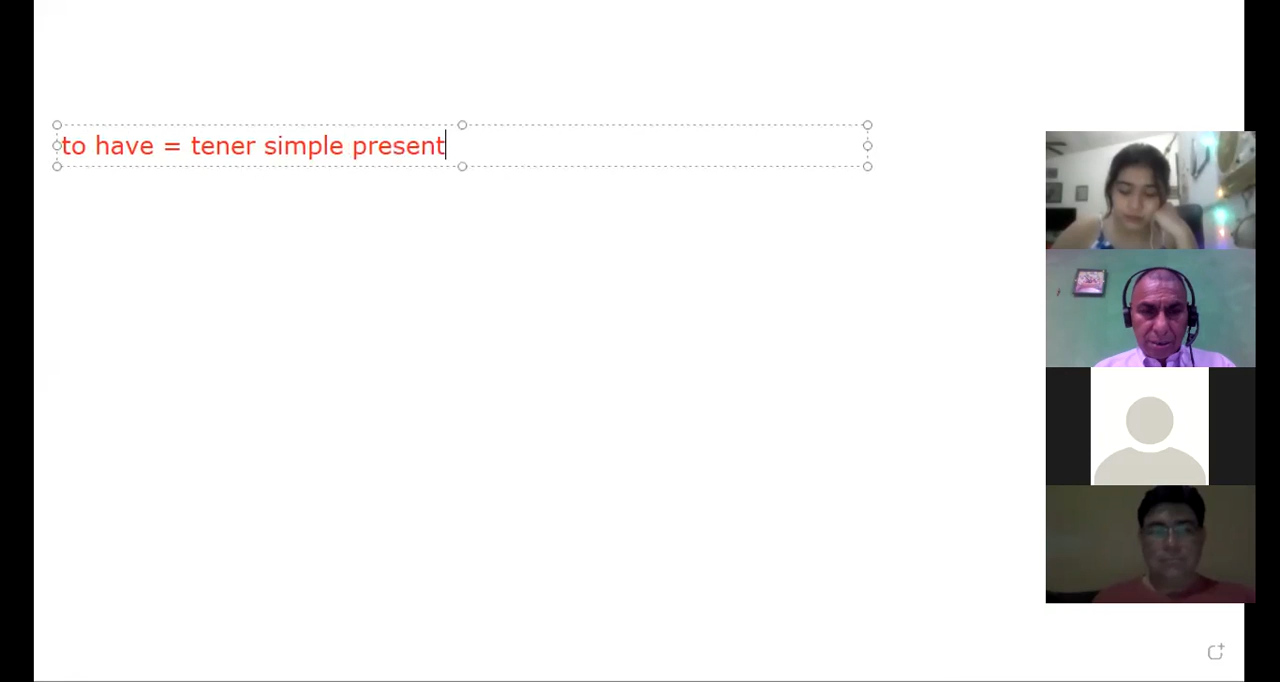 to have = tener simple present